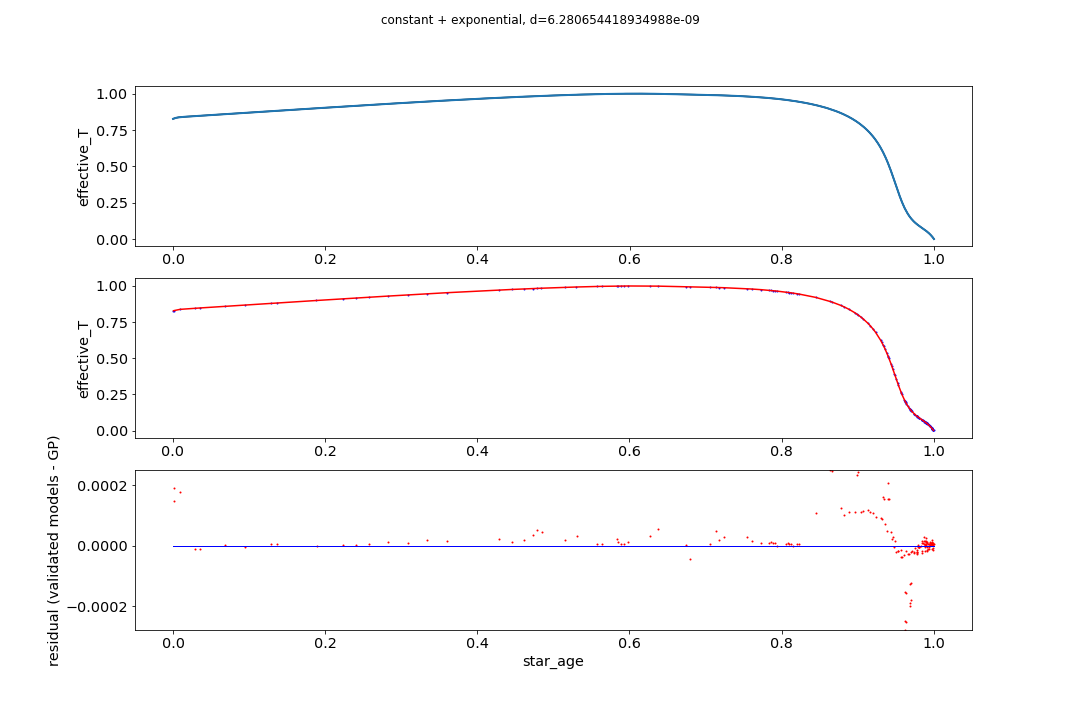 constant + exponential, d=6.280654418934988e-09
1.00
0.75
0.50
0.25
0.00
effective_T
0.0 0.2 0.4 0.6 0.8 1.0
1.00
0.75
0.50
0.25
0.00
effective_T
0.0 0.2 0.4 0.6 0.8 1.0
0.0002
0.0000
−0.0002
residual (validated models - GP)
0.0 0.2 0.4 0.6 0.8 1.0
star_age